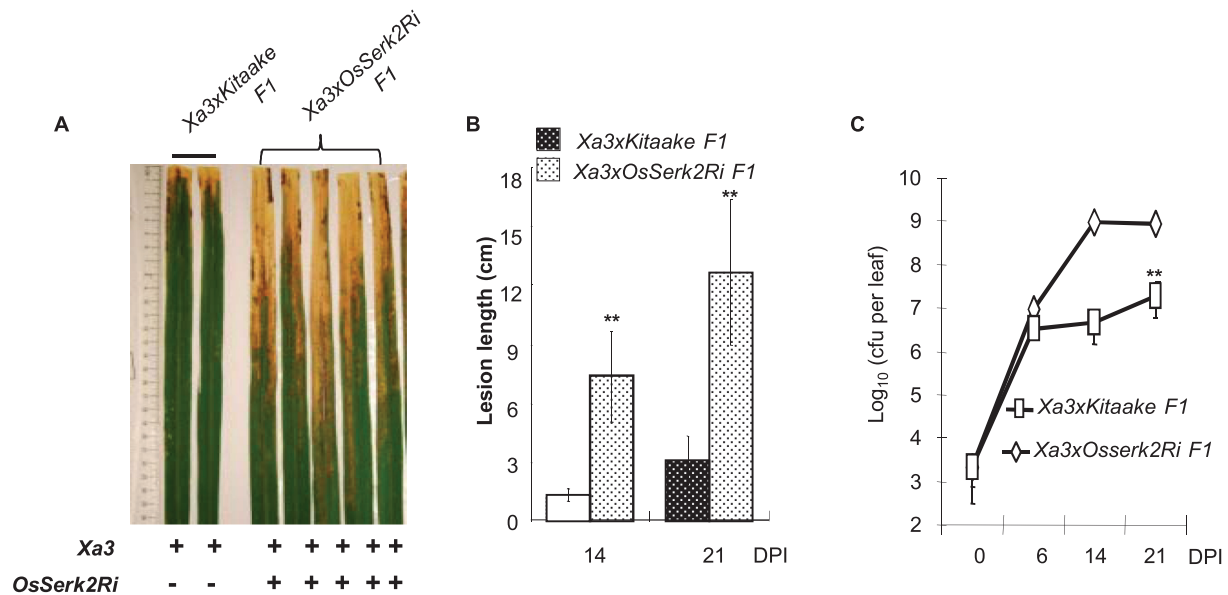 A
Xa3xKitaake
F1
Xa3xOsSerk2Ri
F1
Xa3 + + + + + + +
OsSerk2Ri - - + + + + +
B
Xa3xKitaake F1
Xa3xOsSerk2Ri F1
Lesion length (cm)
18
15
12
9
6
3
0
**
**
14 21 DPI
C
Log10 (cfu per leaf)
10
9
8
7
6
5
4
3
2
**
Xa3xKitaake F1
Xa3xOsserk2Ri F1
0 6 14 21 DPI